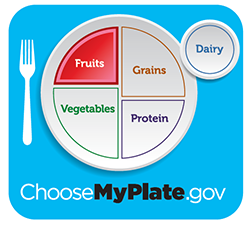 Dairy
Fruits
Grains
Vegetables
Protein
ChooseMyPlate.gov